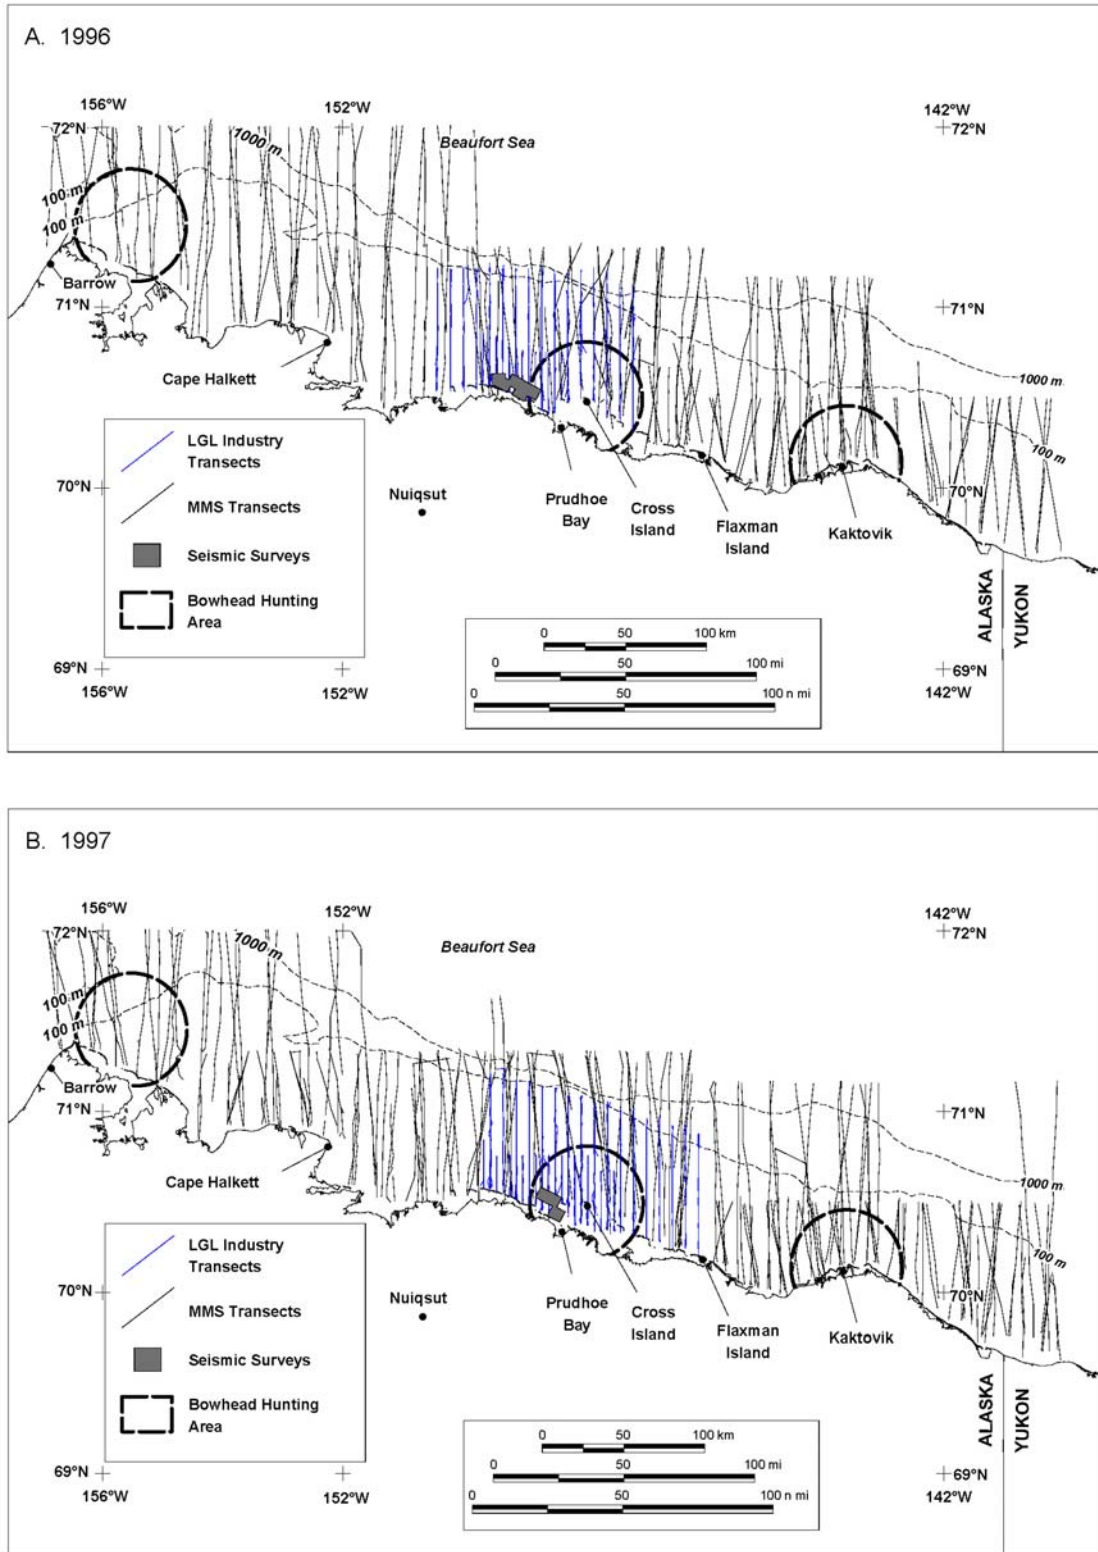 A. 1996
156°W
152°W
142°W
72°N
72°N
Beaufort Sea
1000 m
100 m
100 m
Barrow
71°N
71°N
Cape Halkett
1000 m
100 m
LGL Industry
Transects
MMS Transects
Seismic Surveys
Bowhead Hunting
Area
70°N
Nuiqsut
Prudhoe
Bay
Cross
Island
Flaxman
Island
Kaktovik
70°N
ALASKA
YUKON
0 50 100 km
0 50 100 mi
0 50 100 n mi
69°N
69°N
156°W
152°W
142°W
B. 1997
156°W
152°W
142°W
72°N
72°N
Beaufort Sea
1000 m
100 m
100 m
Barrow
71°N
71°N
Cape Halkett
1000 m
100 m
LGL Industry
Transects
MMS Transects
Seismic Surveys
Bowhead Hunting
Area
70°N
Nuiqsut
Prudhoe
Bay
Cross
Island
Flaxman
Island
Kaktovik
70°N
ALASKA
YUKON
0 50 100 km
0 50 100 mi
0 50 100 n mi
69°N
69°N
156°W
152°W
142°W